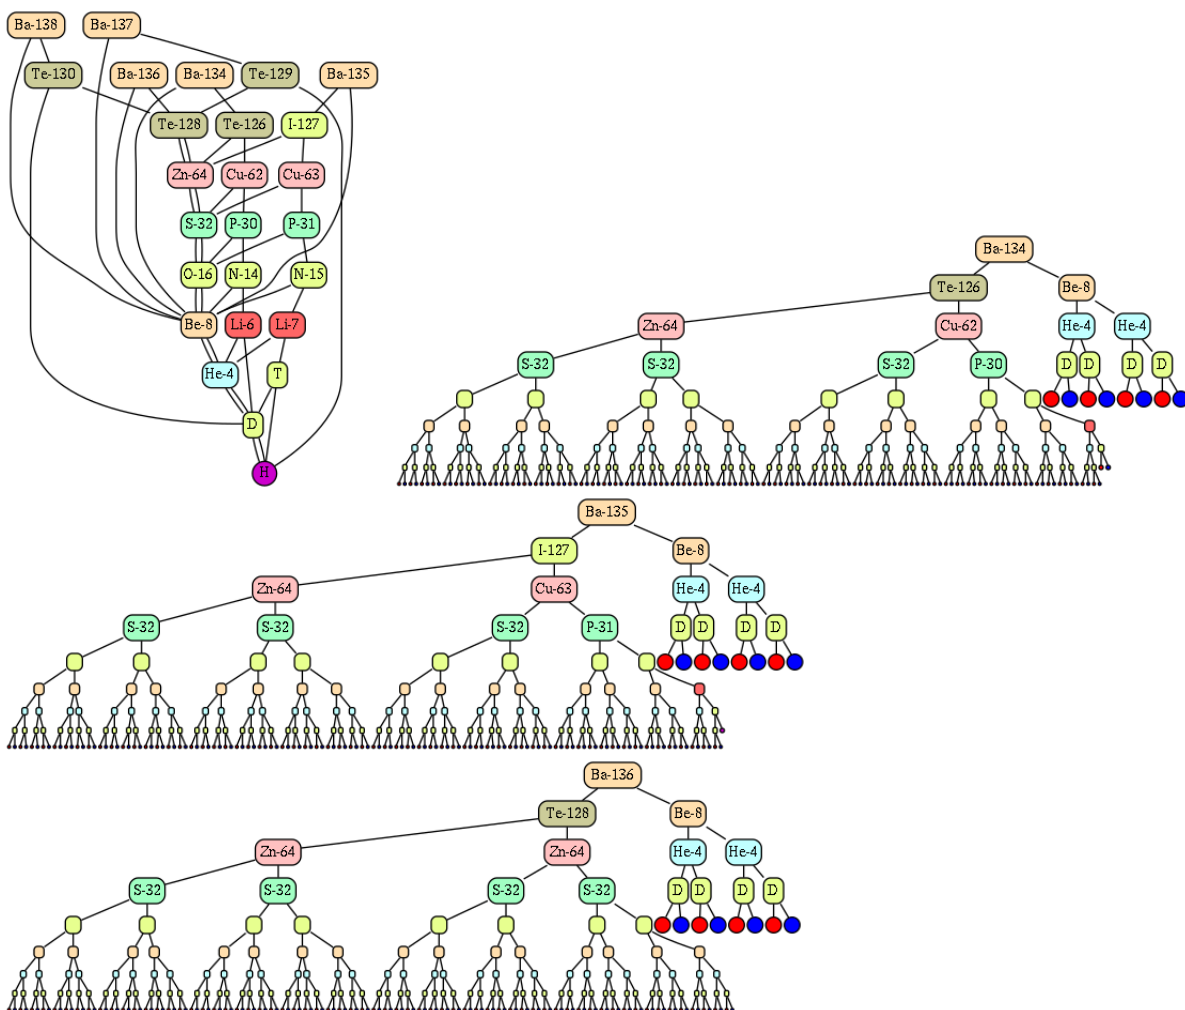 Ba-138 Ba-137
Te-130 Ba-136 Ba-134 Te-129 Ba-135
Te-128 Te-126 I-127
Zn-64 Cu-62 Cu-63
S-32 P-30 P-31
O-16 N-14 N-15
Be-8 Li-6 Li-7
He-4 T
D
H
Ba-134
Te-126 Be-8
Zn-64 Cu-62 He-4 He-4
S-32 S-32 S-32 P-30 D D D D
Ba-135
I-127 Be-8
Zn-64 Cu-63 He-4 He-4
S-32 S-32 S-32 P-31 D D D D
Ba-136
Te-128 Be-8
Zn-64 Zn-64 He-4 He-4
S-32 S-32 S-32 S-32 D D D D